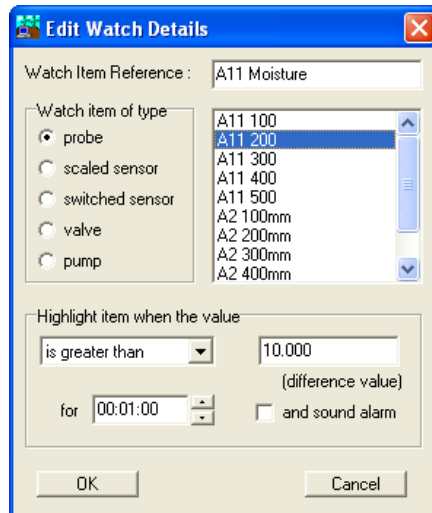 Edit Watch Details
Watch Item Reference : A11 Moisture
Watch item of type
probe
scaled sensor
switched sensor
valve
pump
A11 100
A11 200
A11 300
A11 400
A11 500
A2 100mm
A2 200mm
A2 300mm
A2 400mm
Highlight item when the value
is greater than 10.000
(difference value)
for 00:01:00 and sound alarm
OK Cancel